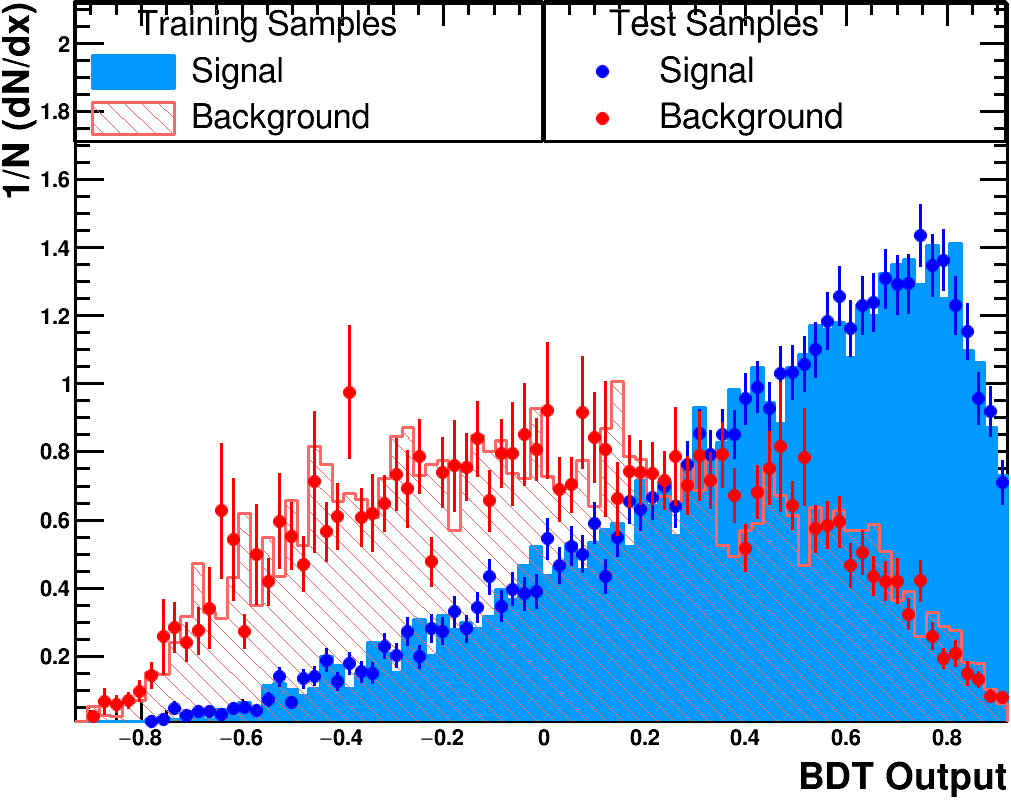 1/N (dN/dx)
Training Samples
Signal
Background
Test Samples
Signal
Background
2
1.8
1.6
1.4
1.2
1
0.8
0.6
0.4
0.2
−0.8 −0.6 −0.4 −0.2 0 0.2 0.4 0.6 0.8
BDT Output